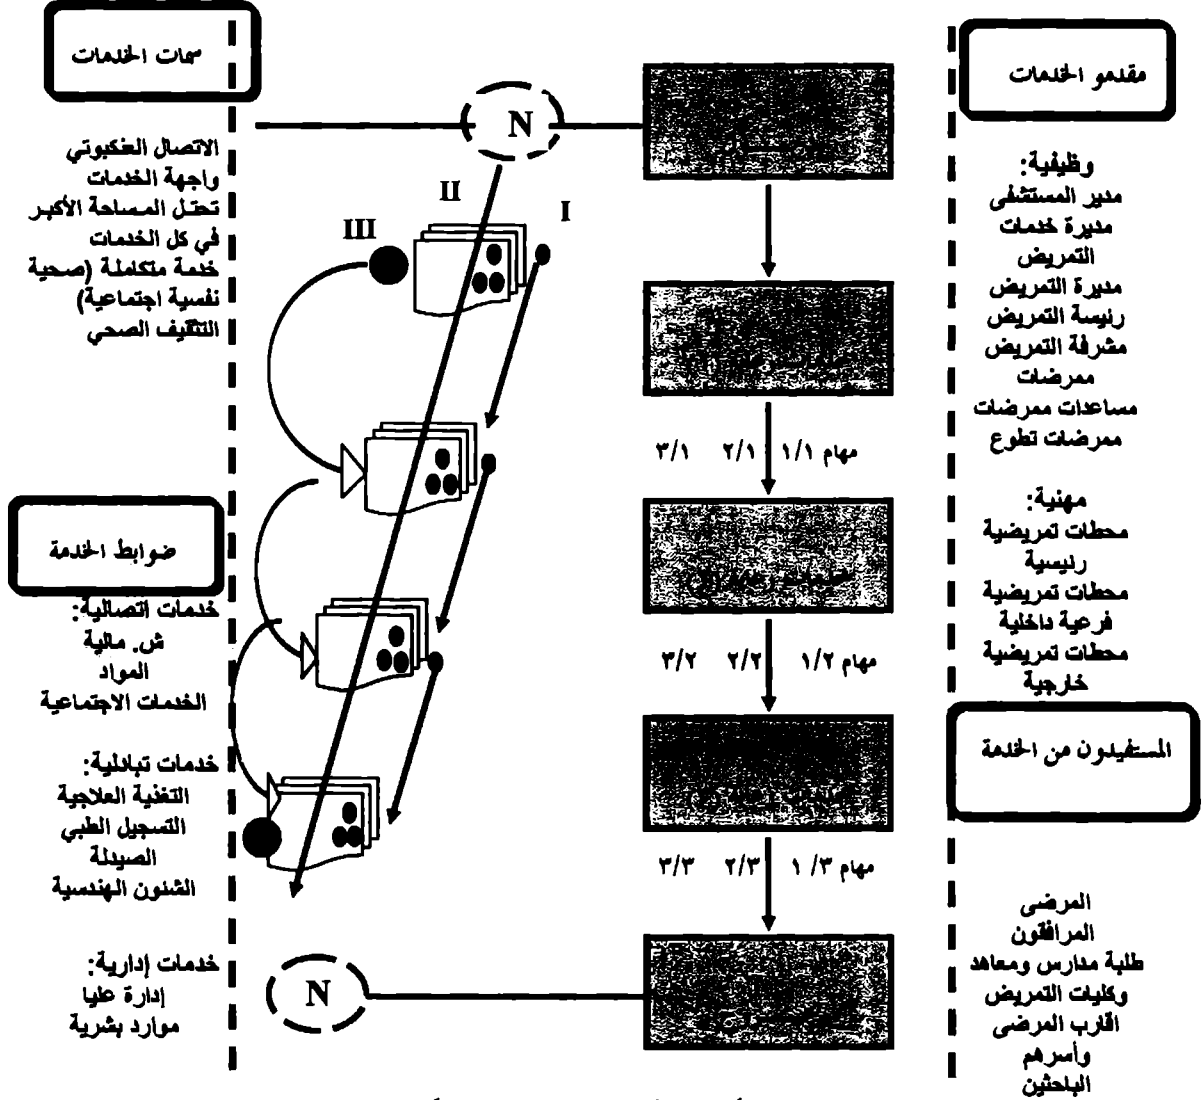 مقدمو الخدمات
وظيفية:
مدير المستشفى
مديرة خدمات
التمريض
مديرة التمريض
رئيسة التمريض
مشرفة التمريض
ممرضات
مساعدات ممرضات
ممرضات تطوع
مهنية:
محطات تمريضية
رئيسية
محطات تمريضية
فرعية داخلية
محطات تمريضية
خارجية
المستفيدون من الخدمة
المرضى
المرافقون
طلبة مدارس ومعاهد
وكليات التمريض
اقارب المرضى
وأسرهم
الباحثين
مهام ١/١ ٢/١ ٣/١
مهام ١/٢ ٢/٢ ٣/٢
مهام ١/٣ ٢/٣ ٣/٣
N
I
II
III
N
سمات الخدمات
الاتصال العنكبوتي
واجهة الخدمات
تحتل المساحة الأكبر
في كل الخدمات
خدمة متكاملة (صحية
نفسية اجتماعية)
التثقيف الصحي
ضوابط الخدمة
خدمات اتصالية:
ش. مالية
المواد
الخدمات الاجتماعية
خدمات تبادلية:
التغذية العلاجية
التسجيل الطبي
الصيدلة
الشئون الهندسية
خدمات إدارية:
إدارة عليا
موارد بشرية